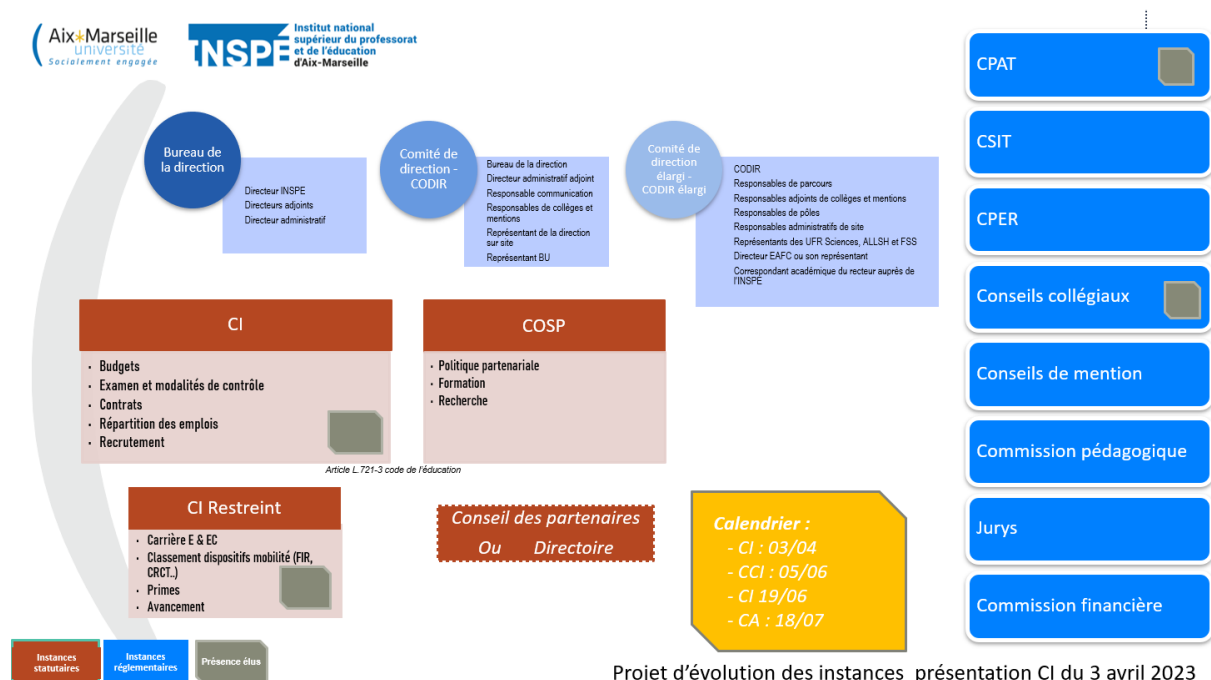 Aix✶Marseille
université
Socialement engagée
INSPÉ
Institut national
supérieur du professorat
et de l'éducation
d'Aix-Marseille
Bureau de
la direction
Directeur INSPE
Directeurs adjoints
Directeur administratif
Comité de
direction -
CODIR
Bureau de la direction
Directeur administratif adjoint
Responsable communication
Responsables de collèges et
mentions
Représentant de la direction
sur site
Représentant BU
Comité de
direction
élargi -
CODIR élargi
CODIR
Responsables de parcours
Responsables adjoints de collèges et mentions
Responsables de pôles
Responsables administratifs de site
Représentants des UFR Sciences, ALLSH et FSS
Directeur EAFC ou son représentant
Correspondant académique du recteur auprès de
l'INSPÉ
CI
· Budgets
· Examen et modalités de contrôle
· Contrats
· Répartition des emplois
· Recrutement
COSP
· Politique partenariale
· Formation
· Recherche
Article L.721-3 code de l'éducation
CI Restreint
· Carrière E & EC
· Classement dispositifs mobilité (FIR,
CRCT..)
· Primes
· Avancement
Conseil des partenaires
Ou Directoire
Calendrier :
- CI : 03/04
- CCI : 05/06
- CI 19/06
- CA : 18/07
CPAT
CSIT
CPER
Conseils collégiaux
Conseils de mention
Commission pédagogique
Jurys
Commission financière
Instances
statutaires
Instances
réglementaires
Présence élus
Projet d'évolution des instances présentation CI du 3 avril 2023